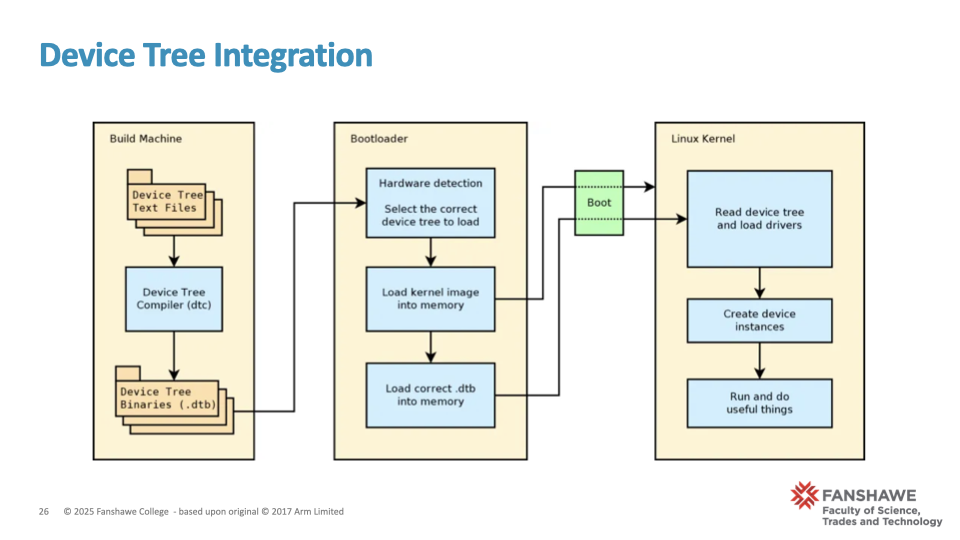 Device Tree Integration
Build Machine
Device Tree
Text Files
Device Tree
Compiler (dtc)
Device Tree
Binaries (.dtb)
Bootloader
Hardware detection
Select the correct
device tree to load
Load kernel image
into memory
Load correct .dtb
into memory
Boot
Linux Kernel
Read device tree
and load drivers
Create device
instances
Run and do
useful things
26 © 2025 Fanshawe College - based upon original © 2017 Arm Limited
FANSHAWE
Faculty of Science,
Trades and Technology